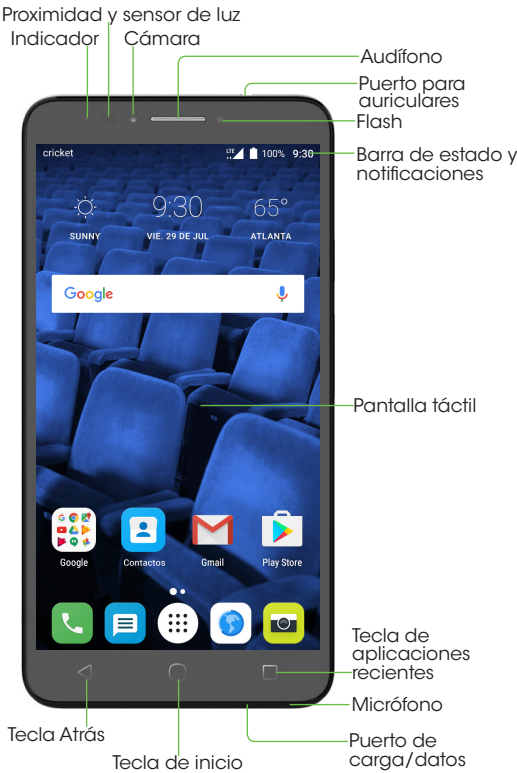 Proximidad y sensor de luz
Indicador
Cámara
Audífono
Puerto para
auriculares
Flash
Barra de estado y
notificaciones
cricket
LTE
100%
9:30
SUNNY
9:30
VIE. 29 DE JUL
65°
ATLANTA
Google
Pantalla táctil
Google
Contactos
Gmail
Play Store
Tecla de
aplicaciones
recientes
Micrófono
Tecla Atrás
Tecla de inicio
Puerto de
carga/datos